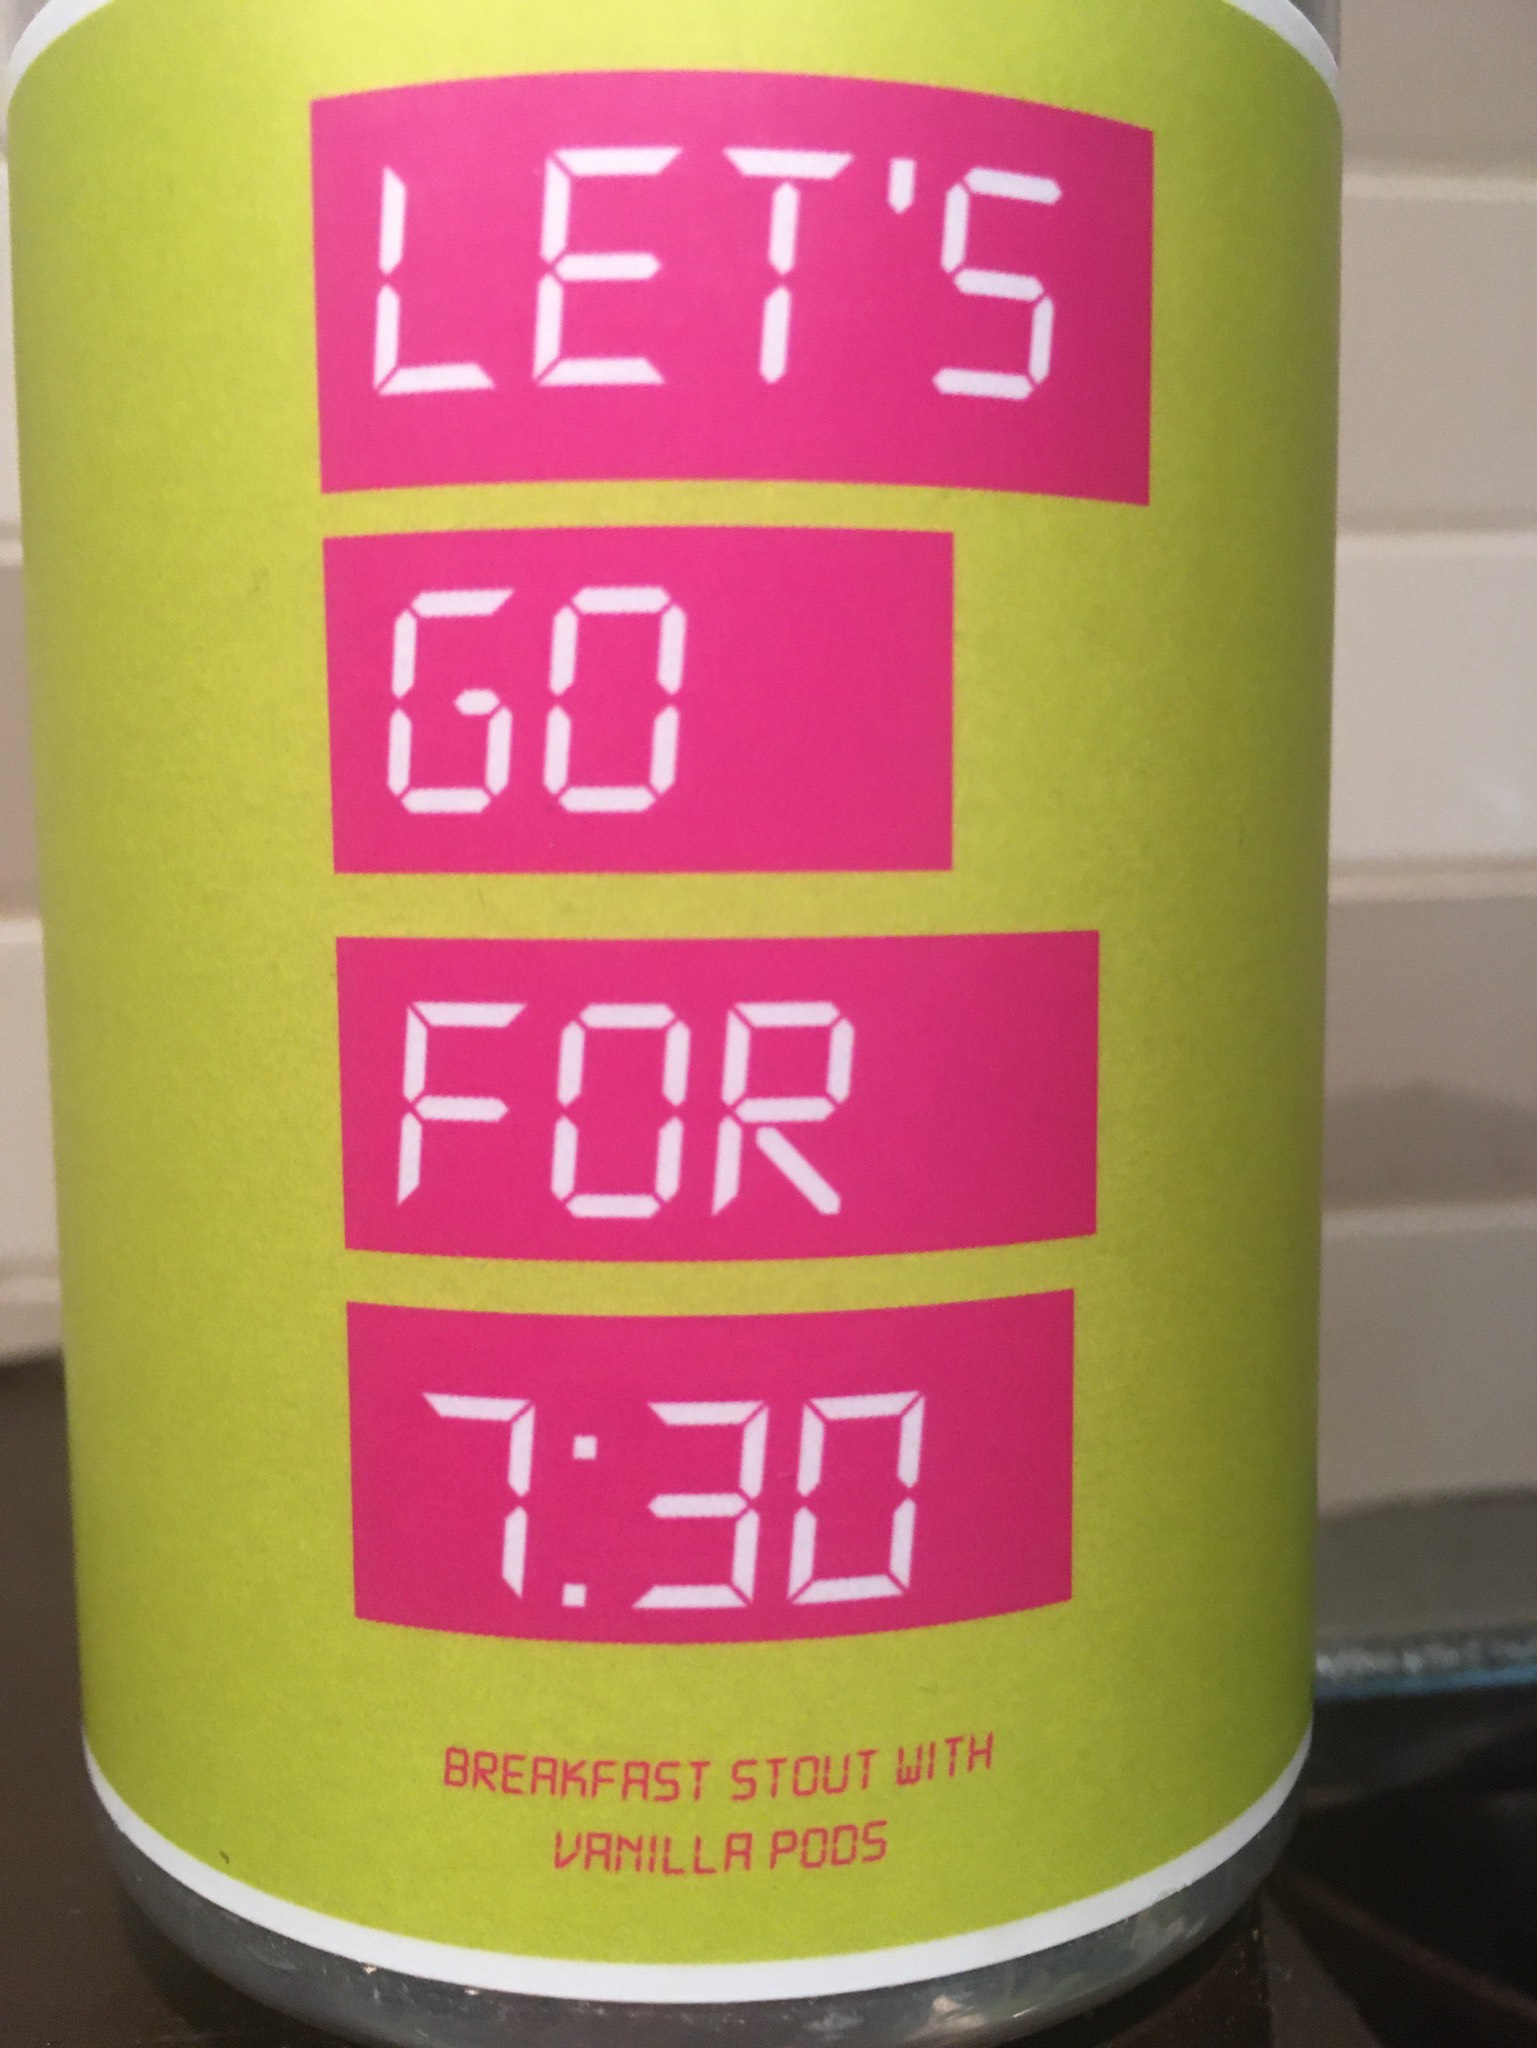 LET'S
GO
FOR
7:30
BREAKFAST STOUT WITH
VANILLA PODS